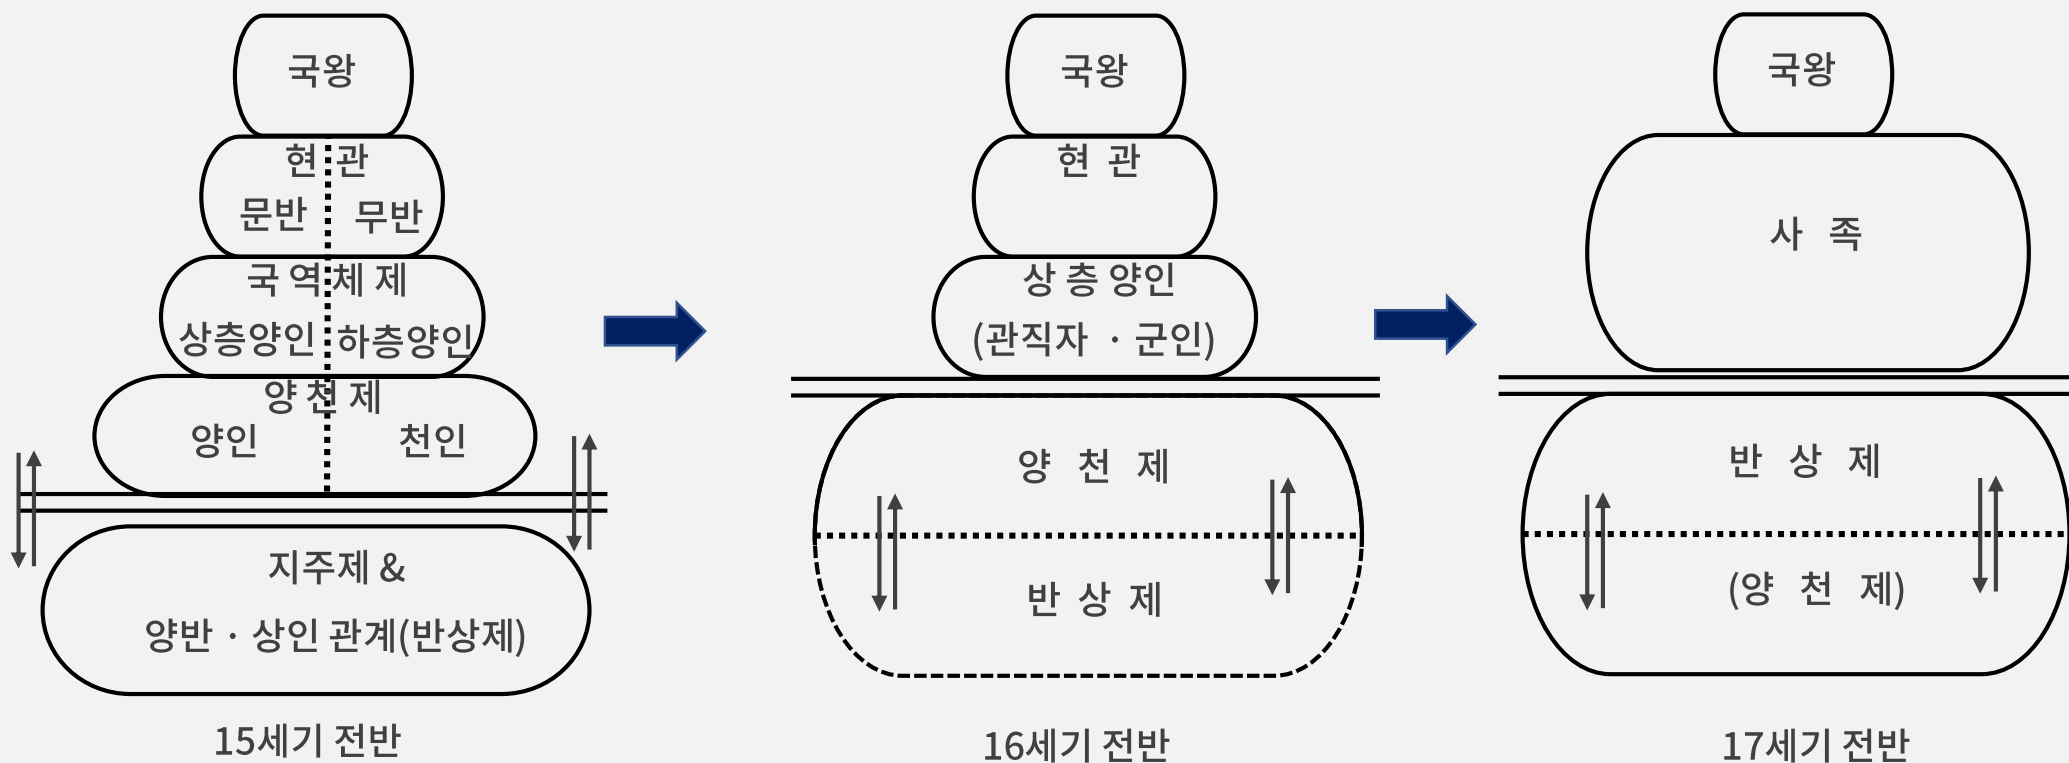 국왕
현 관
문반 무반
국 역 체 제
상층양인 하층양인
양 천 제
양인 천인
지주제 &
양반 · 상인 관계(반상제)
15세기 전반
국왕
현 관
상 층 양인
(관직자 · 군인)
양 천 제
반 상 제
16세기 전반
국왕
사 족
반 상 제
(양 천 제)
17세기 전반